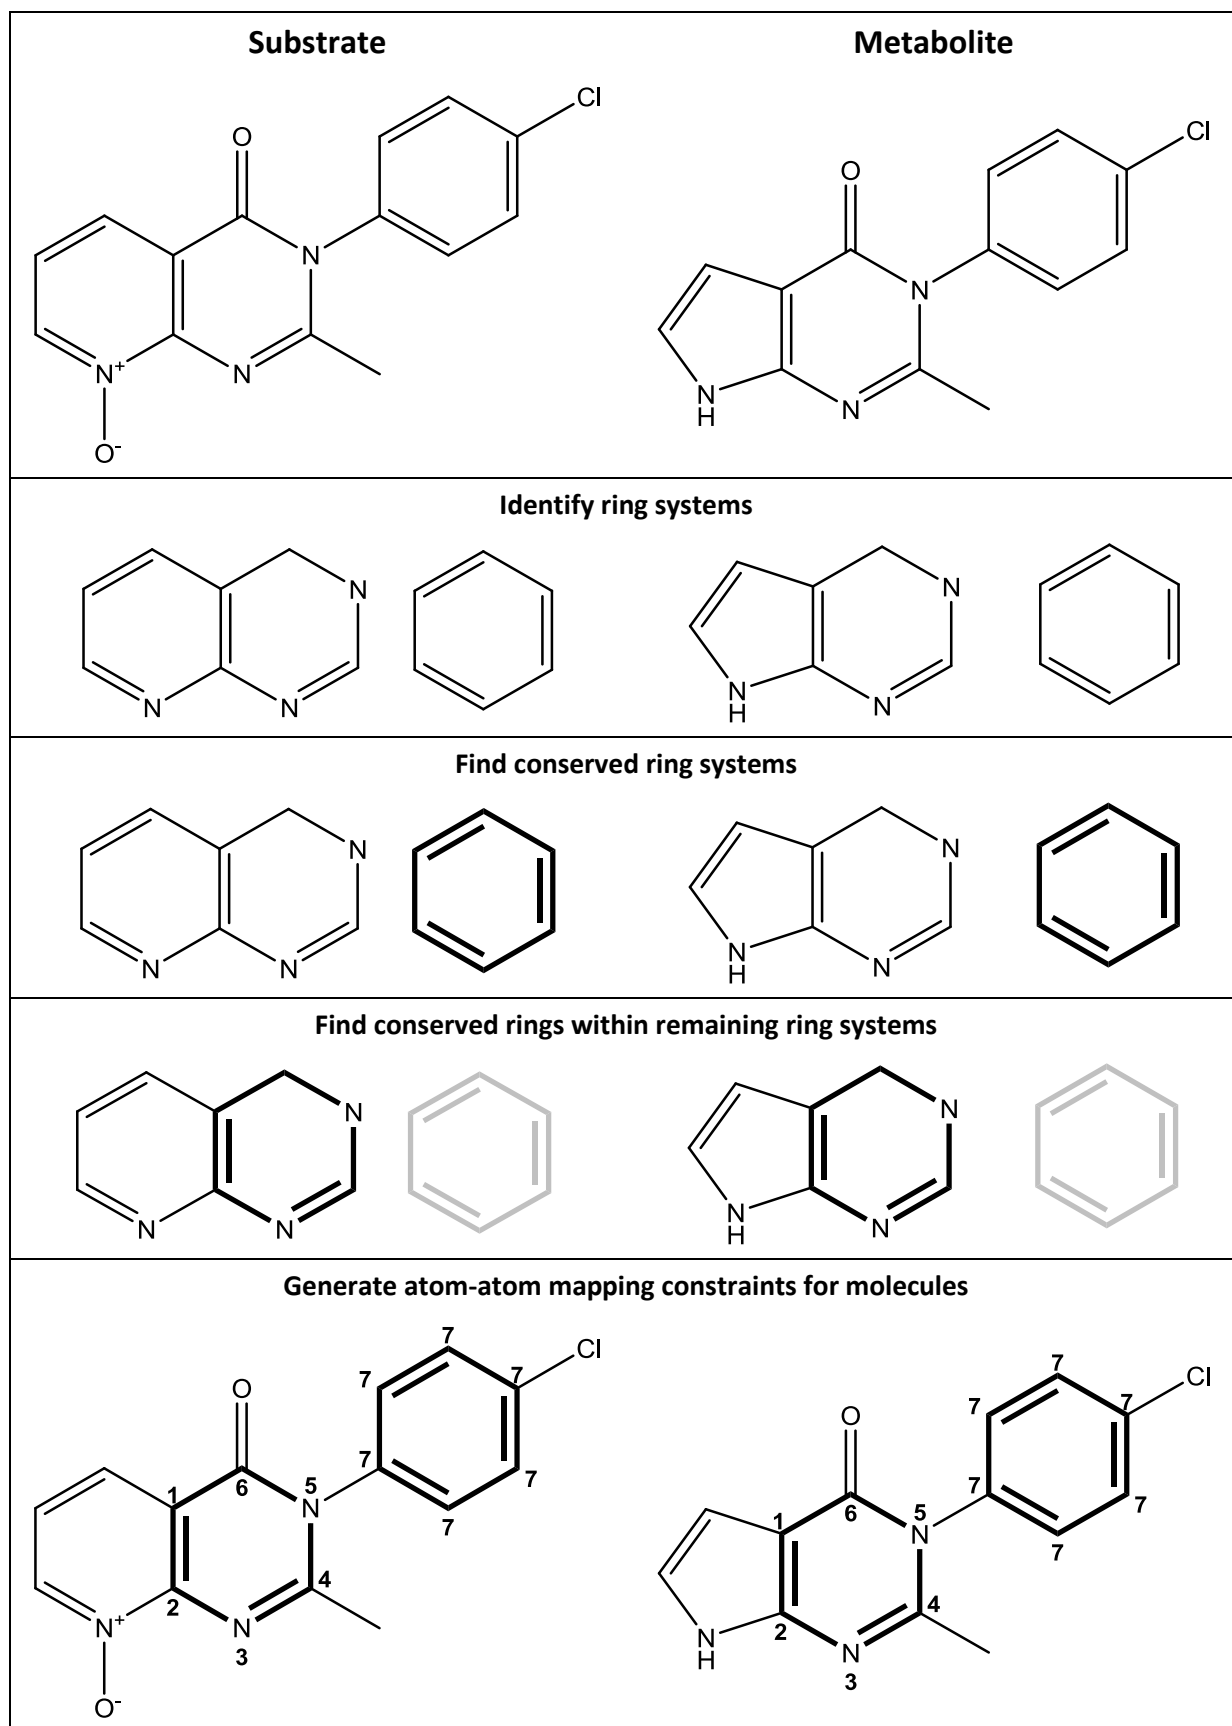 Substrate Metabolite
Cl
O
N
N⁺ N
O⁻
Cl
O
N
N
H N
Identify ring systems
N
N N
N
N
H N
Find conserved ring systems
N
N N
N
N
H N
Find conserved rings within remaining ring systems
N
N N
N
N
H N
Generate atom-atom mapping constraints for molecules
7 Cl
7 7
O
7 7
1 6 5 7
N
2 4
N⁺ N
3
O⁻
7 Cl
7 7
O
7 7
1 6 5 7
N
2 4
N
H N
3